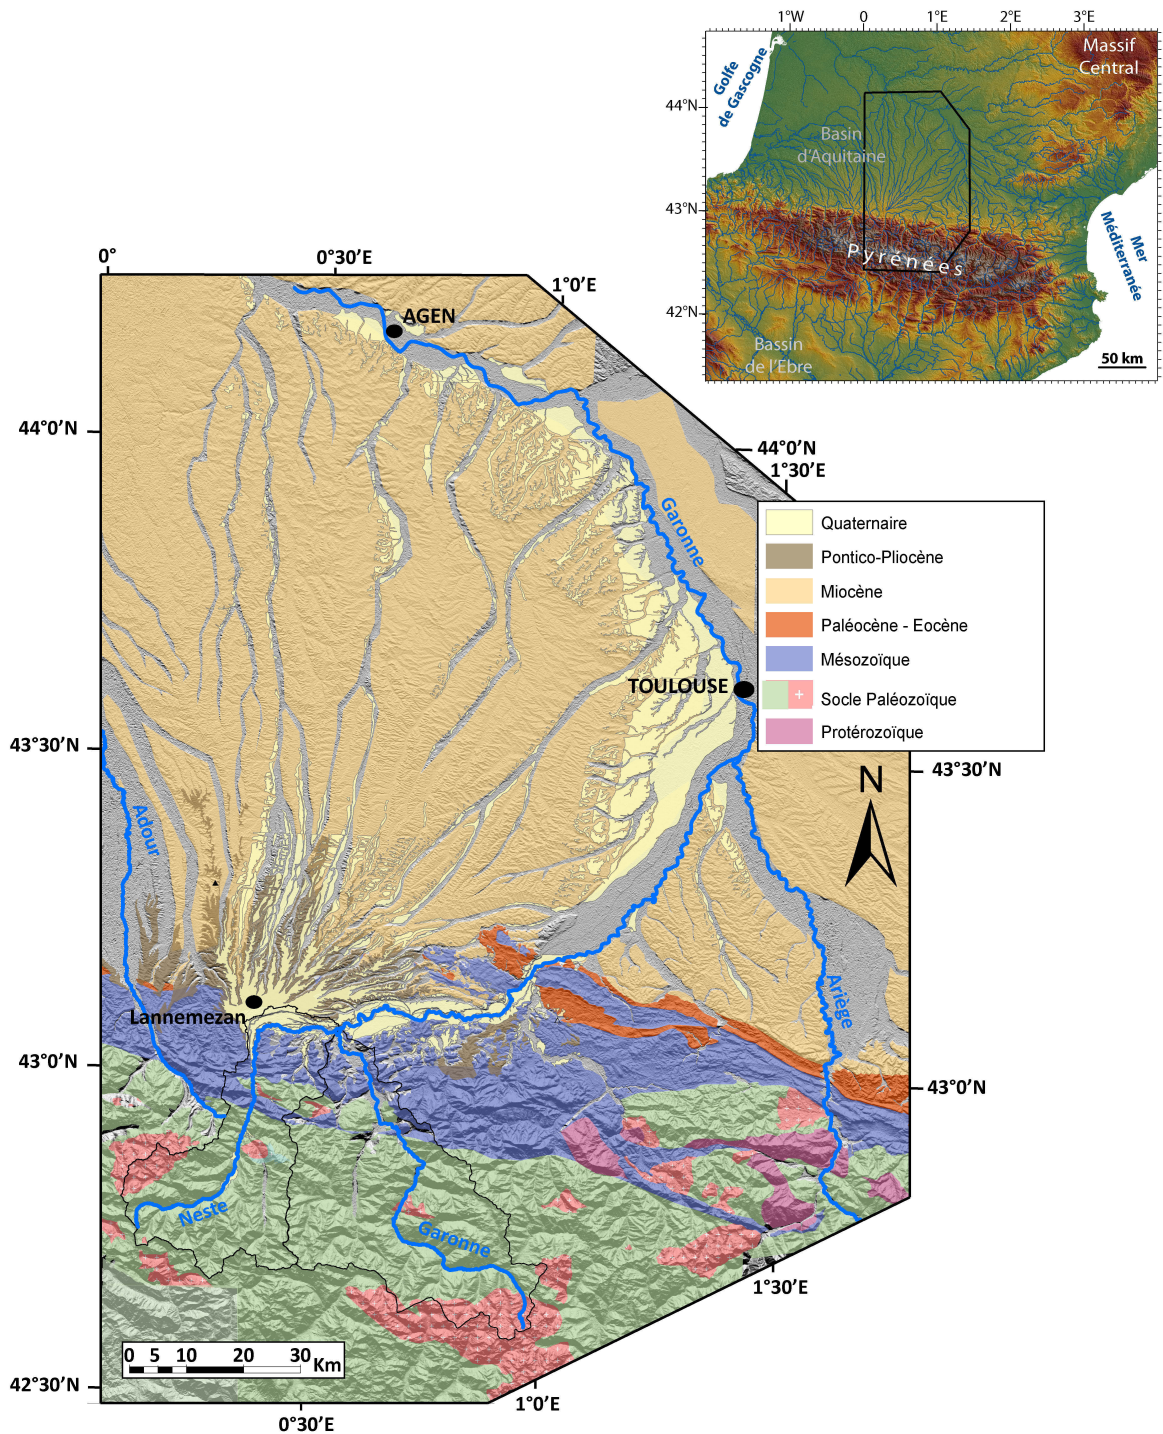 1°W 0 1°E 2°E 3°E
Massif
Central
Golfe
de Gascogne
44°N
Basin
d'Aquitaine
43°N
Pyrénées
Mer
Méditerranée
42°N
Bassin
de l'Ebre
50 km
0° 0°30'E
1°0'E
AGEN
44°0'N
44°0'N
1°30'E
Garonne
Quaternaire
Pontico-Pliocène
Miocène
Paléocène - Eocène
Mésozoïque
+ Socle Paléozoïque
Protérozoïque
TOULOUSE
43°30'N
43°30'N
N
Adour
Ariège
Lannemezan
43°0'N
43°0'N
Neste
Garonne
1°30'E
0 5 10 20 30 Km
42°30'N
1°0'E
0°30'E